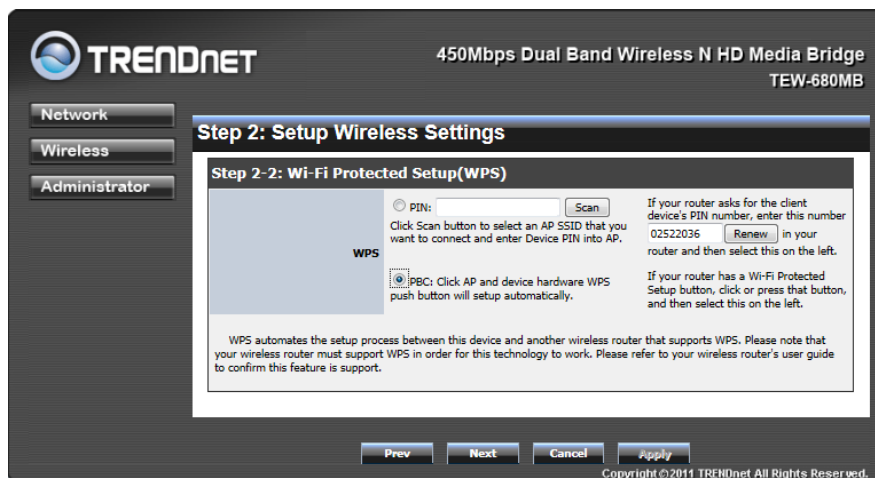 TRENDNET
450Mbps Dual Band Wireless N HD Media Bridge
TEW-680MB
Network
Wireless
Administrator
Step 2: Setup Wireless Settings
Step 2-2: Wi-Fi Protected Setup(WPS)
WPS
PIN:
Scan
Click Scan button to select an AP SSID that you
want to connect and enter Device PIN into AP.
If your router asks for the client
device's PIN number, enter this number
02522036 Renew in your
router and then select this on the left.
PBC: Click AP and device hardware WPS
push button will setup automatically.
If your router has a Wi-Fi Protected
Setup button, click or press that button,
and then select this on the left.
WPS automates the setup process between this device and another wireless router that supports WPS. Please note that
your wireless router must support WPS in order for this technology to work. Please refer to your wireless router's user guide
to confirm this feature is support.
Prev Next Cancel Apply
Copyright ©2011 TRENDnet All Rights Reserved.